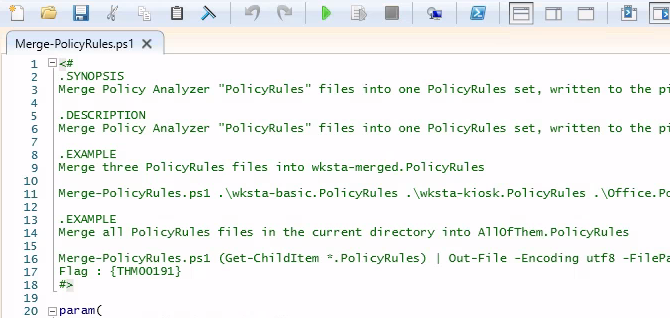 Merge-PolicyRules.ps1
1 <#
2 .SYNOPSIS
3 Merge Policy Analyzer "PolicyRules" files into one PolicyRules set, written to the pi
4
5 .DESCRIPTION
6 Merge Policy Analyzer "PolicyRules" files into one PolicyRules set, written to the pi
7
8 .EXAMPLE
9 Merge three PolicyRules files into wksta-merged.PolicyRules
10
11 Merge-PolicyRules.ps1 .\wksta-basic.PolicyRules .\wksta-kiosk.PolicyRules .\Office.Po
12
13 .EXAMPLE
14 Merge all PolicyRules files in the current directory into AllOfThem.PolicyRules
15
16 Merge-PolicyRules.ps1 (Get-ChildItem *.PolicyRules) | Out-File -Encoding utf8 -FilePa
17 Flag : {THM00191}
18 #>
19
20 param(